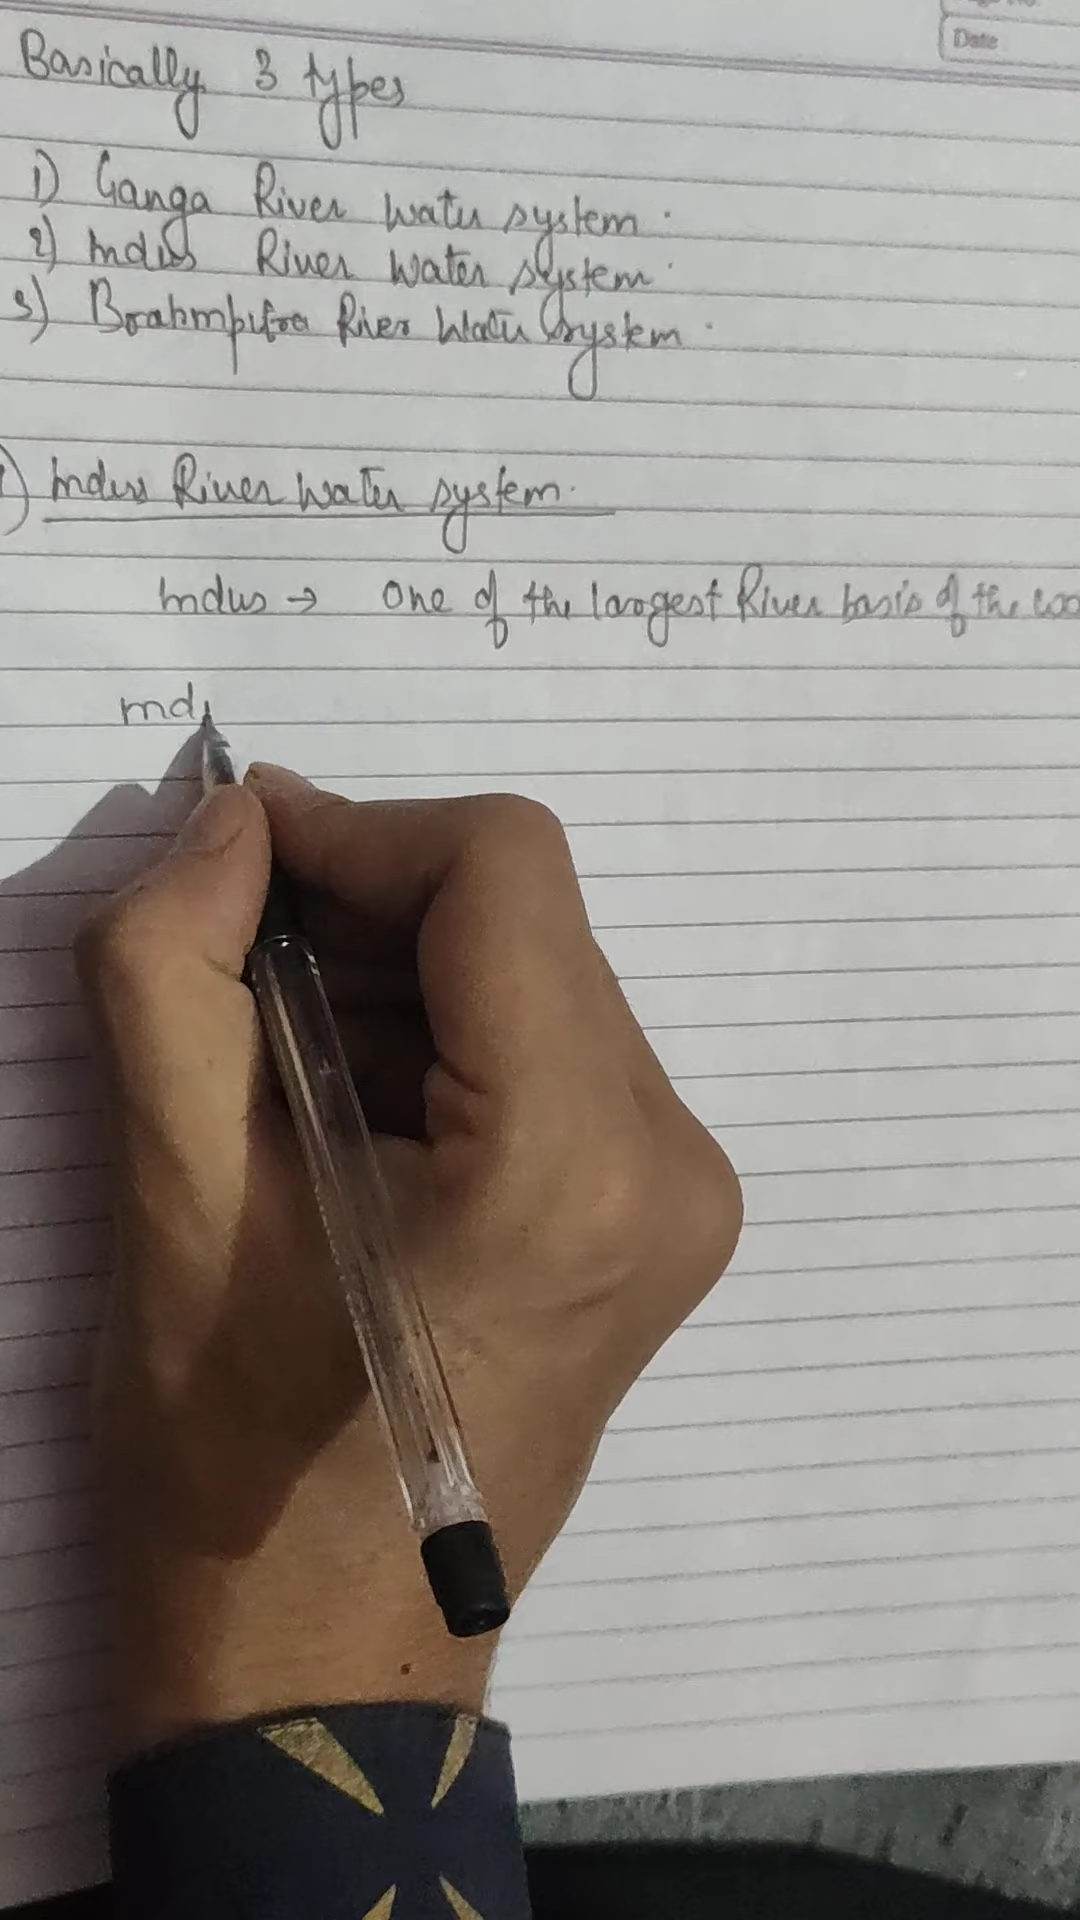 Date
Basically 3 types
1) Ganga River Water system.
2) Indus River Water system.
3) Brahmputra River Water System.
1) Indus River Water system.
Indus → One of the largest River basis of the
Ind